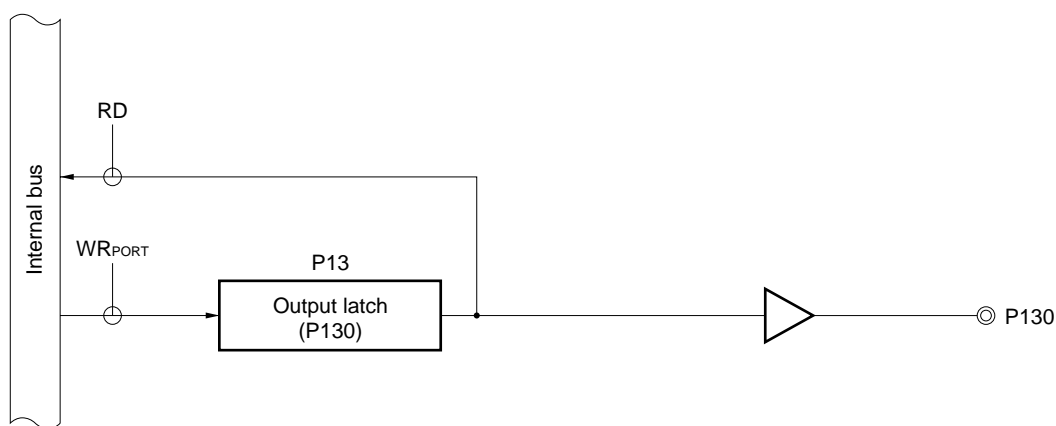 RD
Internal bus
WRPORT
P13
Output latch
(P130)
P130